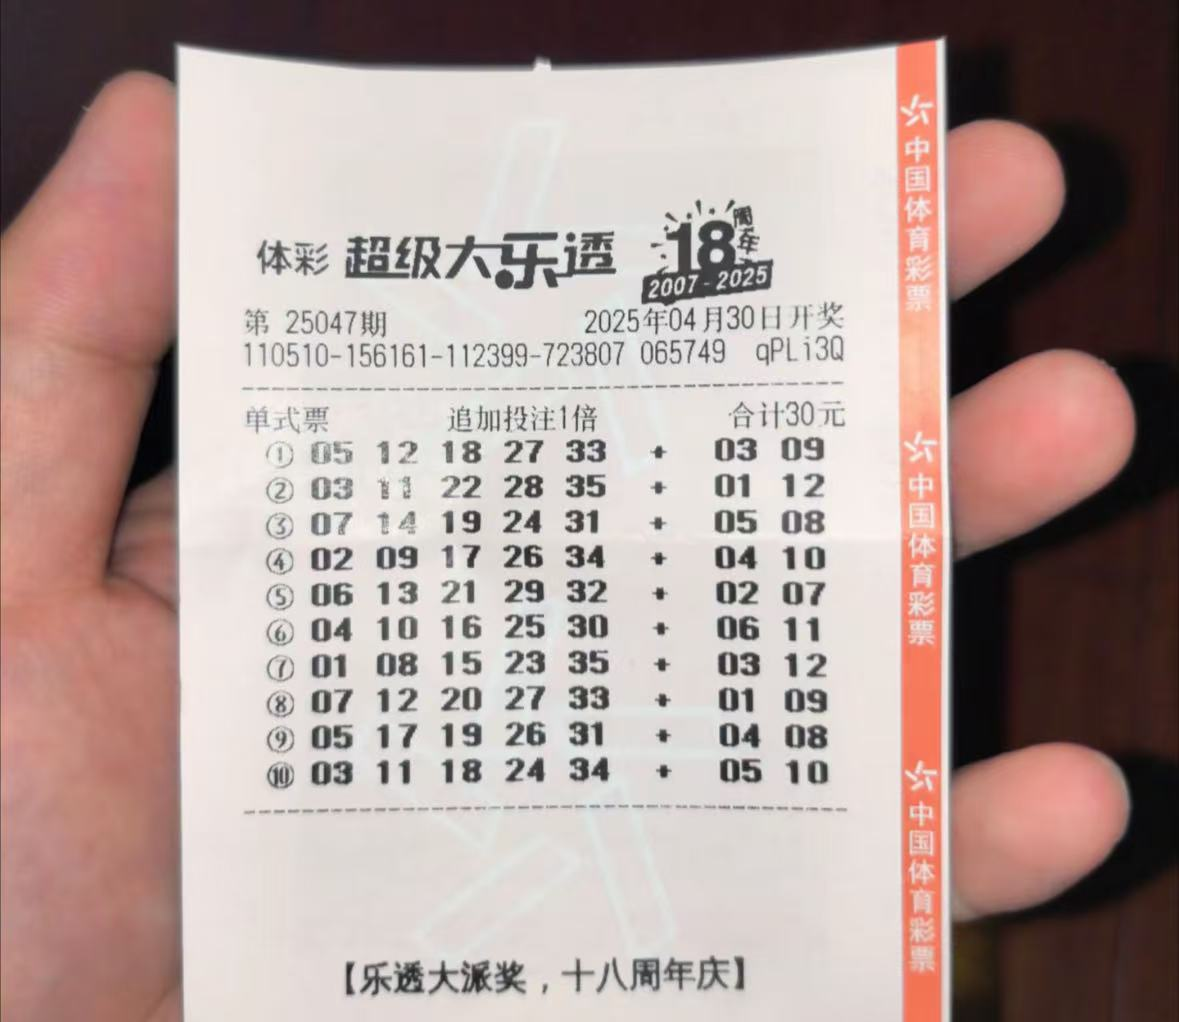 体彩 超级大乐透 18周年
2007-2025
第 25047期 2025年04月30日开奖
110510-156161-112399-723807 065749 qPLi3Q
单式票 追加投注1倍 合计30元
① 05 12 18 27 33 + 03 09
② 03 11 22 28 35 + 01 12
③ 07 14 19 24 31 + 05 08
④ 02 09 17 26 34 + 04 10
⑤ 06 13 21 29 32 + 02 07
⑥ 04 10 16 25 30 + 06 11
⑦ 01 08 15 23 35 + 03 12
⑧ 07 12 20 27 33 + 01 09
⑨ 05 17 19 26 31 + 04 08
⑩ 03 11 18 24 34 + 05 10
【乐透大派奖，十八周年庆】
中国体育彩票
中国体育彩票
中国体育彩票